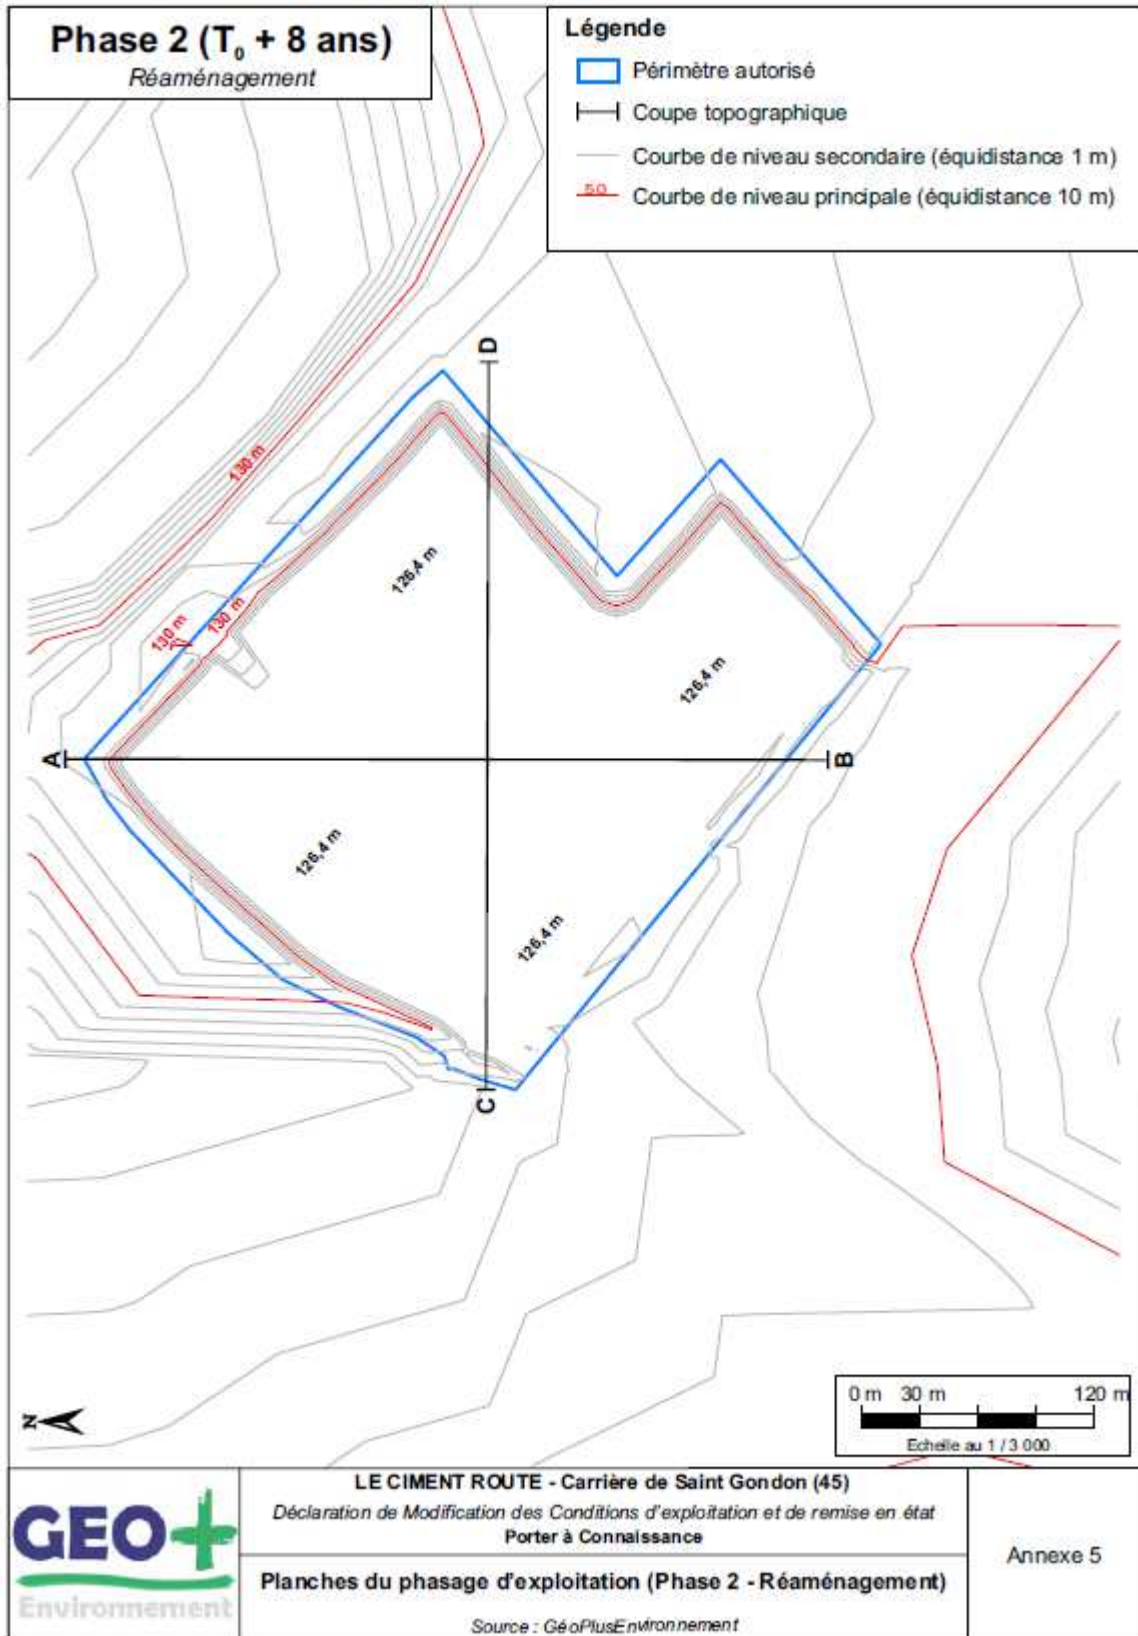 Phase 2 (T₀ + 8 ans)
Réaménagement
Légende
Périmètre autorisé
Coupe topographique
Courbe de niveau secondaire (équidistance 1 m)
50
Courbe de niveau principale (équidistance 10 m)
D
130 m
126,4 m
130 m
130 m
126,4 m
A
B
126,4 m
126,4 m
C
N
0 m 30 m 120 m
Echelle au 1 / 3 000
GEO+
Environnement
LE CIMENT ROUTE - Carrière de Saint Gondon (45)
Déclaration de Modification des Conditions d'exploitation et de remise en état
Porter à Connaissance
Planches du phasage d'exploitation (Phase 2 - Réaménagement)
Source : GéoPlusEnvironnement
Annexe 5